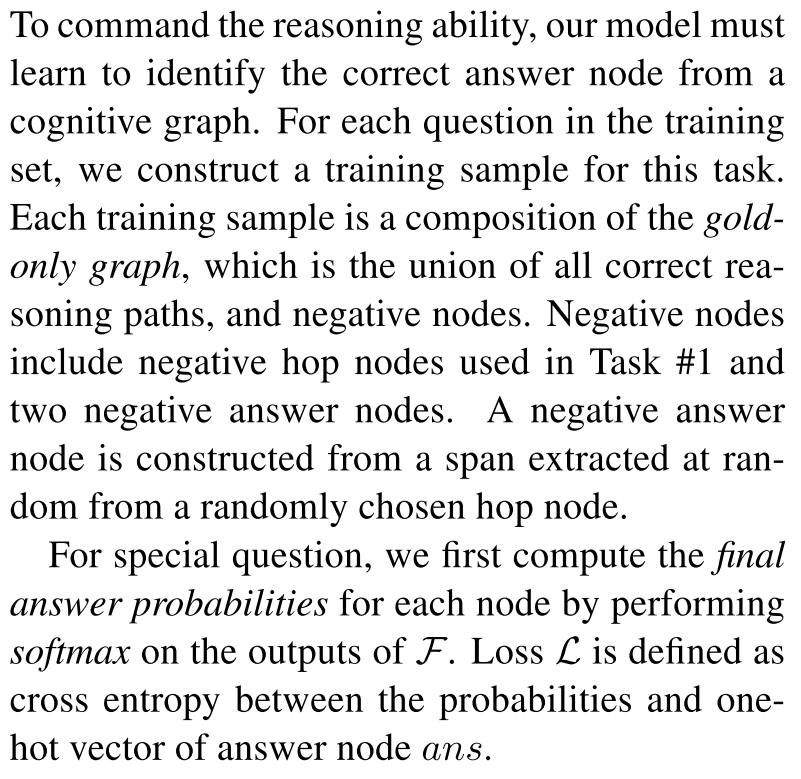 To command the reasoning ability, our model must
learn to identify the correct answer node from a
cognitive graph. For each question in the training
set, we construct a training sample for this task.
Each training sample is a composition of the gold-
only graph, which is the union of all correct rea-
soning paths, and negative nodes. Negative nodes
include negative hop nodes used in Task #1 and
two negative answer nodes. A negative answer
node is constructed from a span extracted at ran-
dom from a randomly chosen hop node.
For special question, we first compute the final
answer probabilities for each node by performing
softmax on the outputs of ℱ. Loss ℒ is defined as
cross entropy between the probabilities and one-
hot vector of answer node ans.